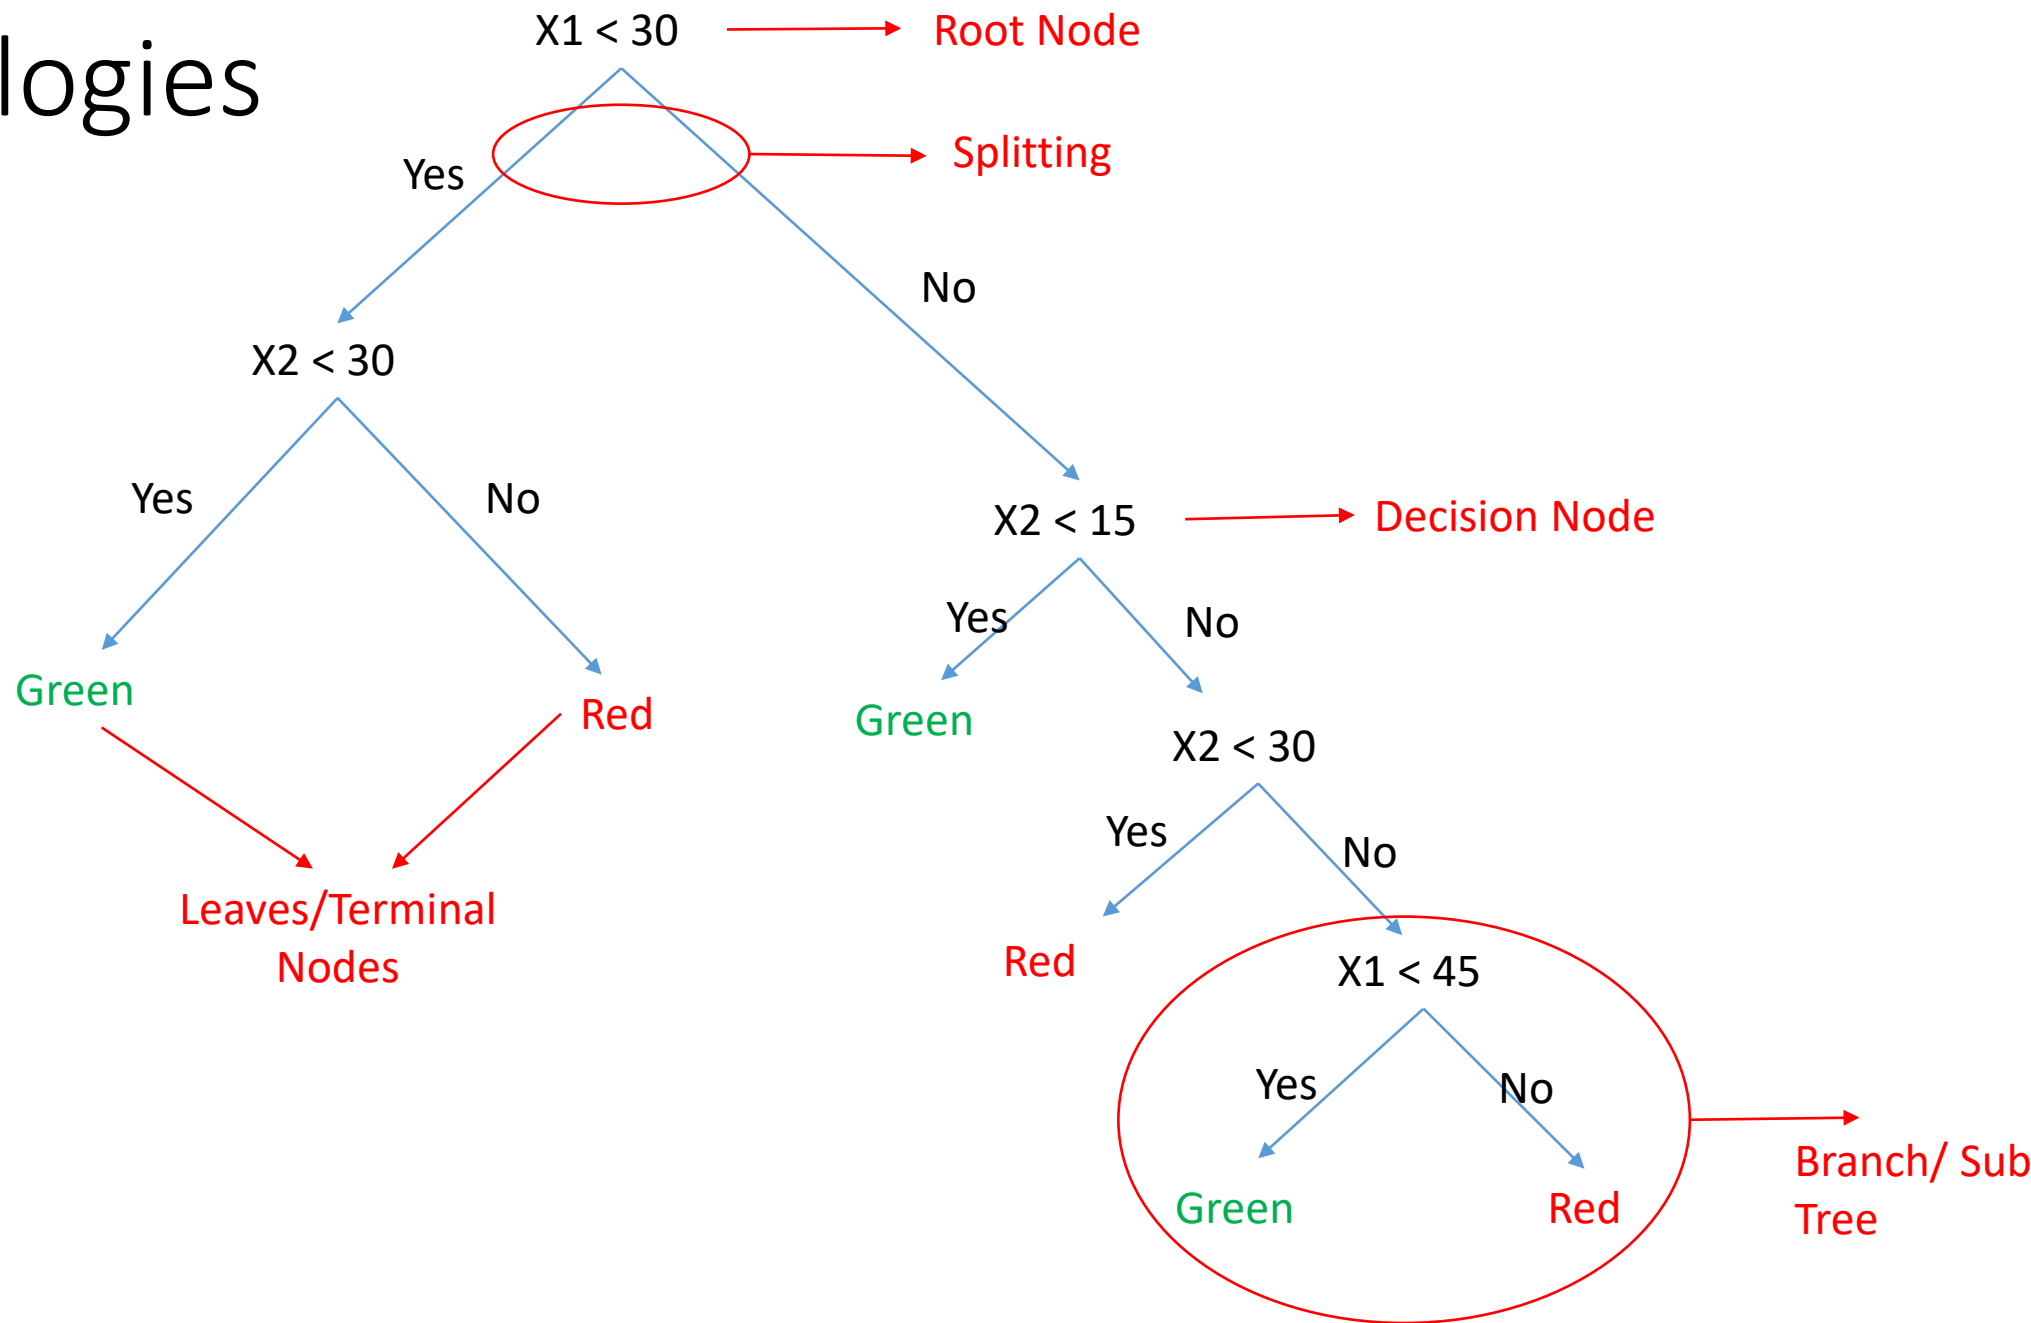 logies
X1 < 30
Root Node
Splitting
Yes
No
X2 < 30
Yes
No
X2 < 15
Decision Node
Yes
No
Green
Red
Green
X2 < 30
Yes
No
Leaves/Terminal
Nodes
Red
X1 < 45
Yes
No
Branch/ Sub
Tree
Green
Red